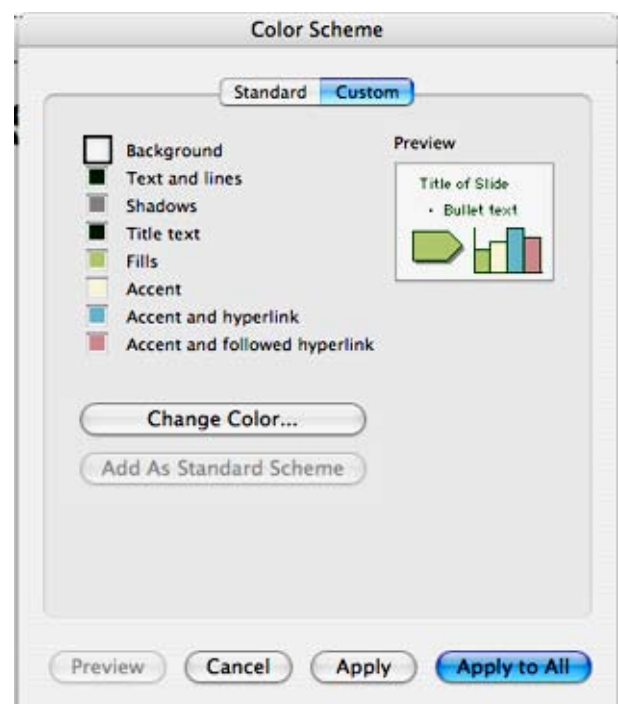 Color Scheme
Standard Custom
Background
Text and lines
Shadows
Title text
Fills
Accent
Accent and hyperlink
Accent and followed hyperlink
Preview
Title of Slide
• Bullet text
Change Color...
Add As Standard Scheme
Preview Cancel Apply Apply to All